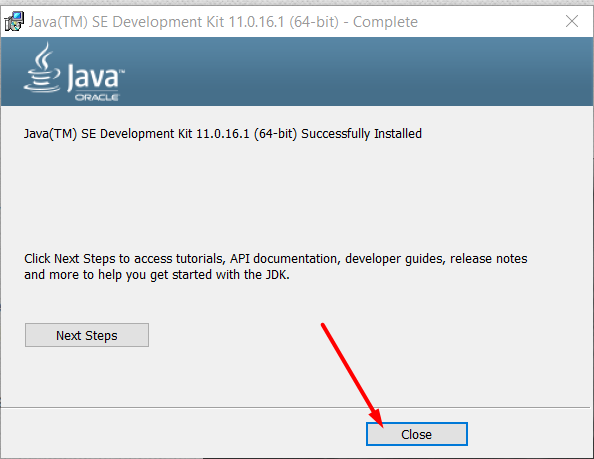 Java(TM) SE Development Kit 11.0.16.1 (64-bit) - Complete
Java™
ORACLE
Java(TM) SE Development Kit 11.0.16.1 (64-bit) Successfully Installed
Click Next Steps to access tutorials, API documentation, developer guides, release notes
and more to help you get started with the JDK.
Next Steps
Close